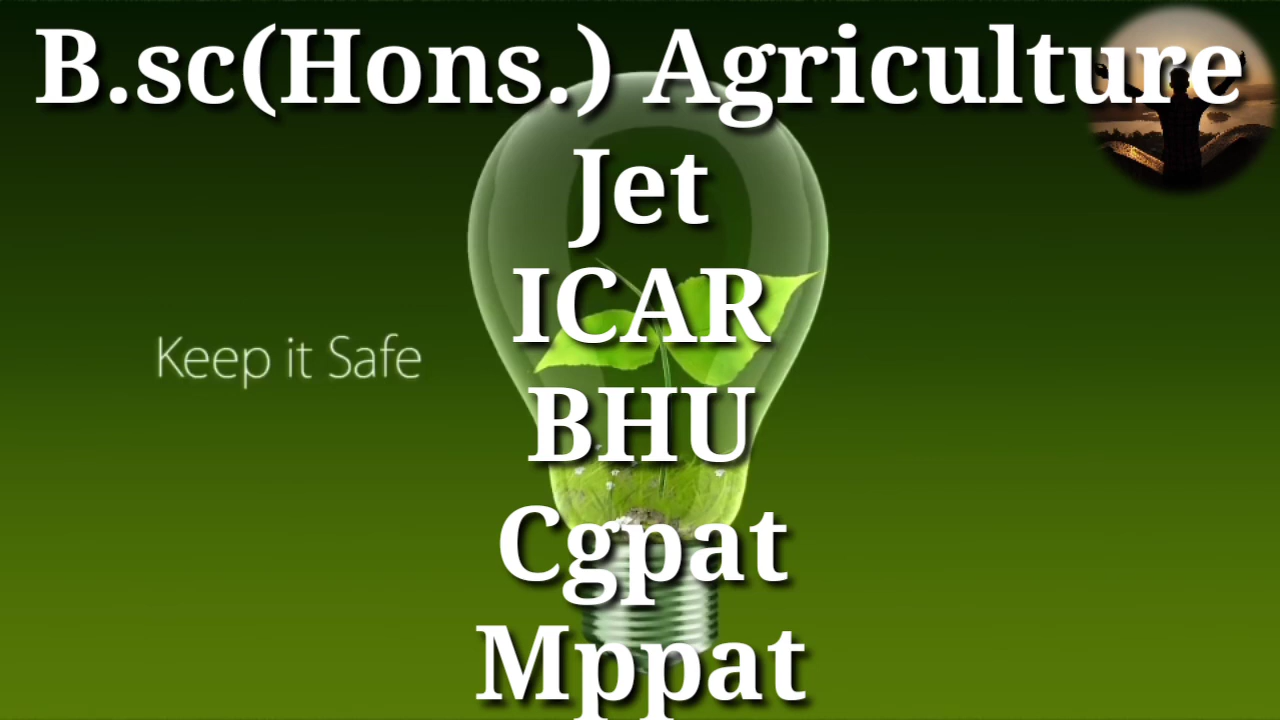 B.sc(Hons.) Agriculture
Jet
ICAR
Keep it Safe
BHU
Cgpat
Mppat